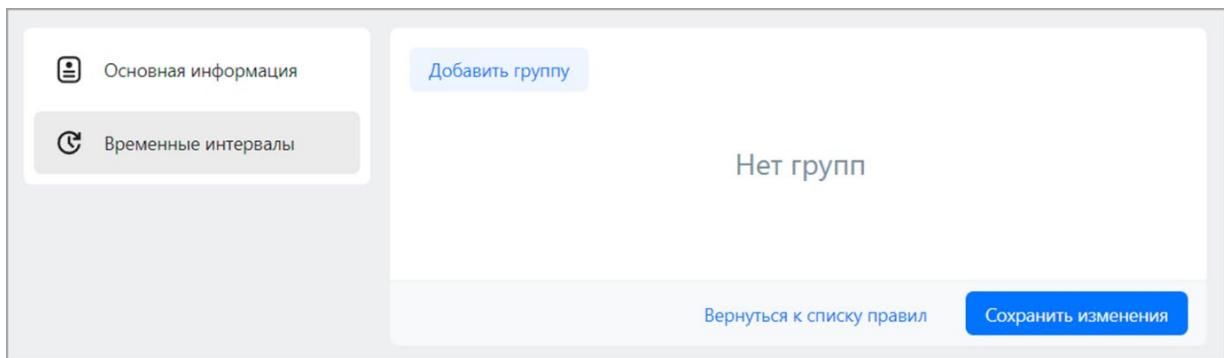 Основная информация
Временные интервалы
Добавить группу
Нет групп
Вернуться к списку правил
Сохранить изменения